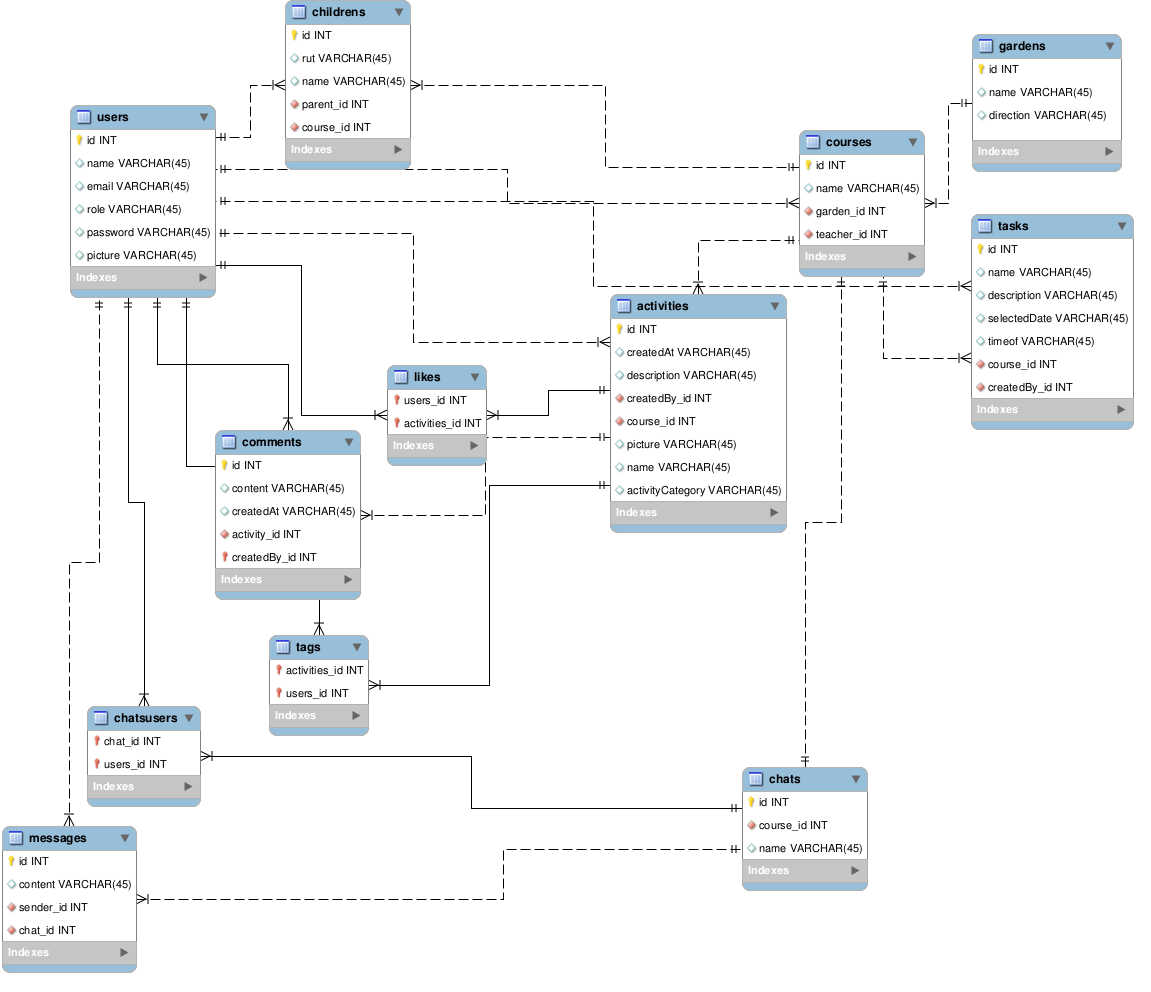 childrens
id INT
rut VARCHAR(45)
name VARCHAR(45)
parent_id INT
course_id INT
Indexes
gardens
id INT
name VARCHAR(45)
direction VARCHAR(45)
Indexes
users
id INT
name VARCHAR(45)
email VARCHAR(45)
role VARCHAR(45)
password VARCHAR(45)
picture VARCHAR(45)
Indexes
courses
id INT
name VARCHAR(45)
garden_id INT
teacher_id INT
Indexes
tasks
id INT
name VARCHAR(45)
description VARCHAR(45)
selectedDate VARCHAR(45)
timeof VARCHAR(45)
course_id INT
createdBy_id INT
Indexes
activities
id INT
createdAt VARCHAR(45)
description VARCHAR(45)
createdBy_id INT
course_id INT
picture VARCHAR(45)
name VARCHAR(45)
activityCategory VARCHAR(45)
Indexes
likes
users_id INT
activities_id INT
Indexes
comments
id INT
content VARCHAR(45)
createdAt VARCHAR(45)
activity_id INT
createdBy_id INT
Indexes
tags
activities_id INT
users_id INT
Indexes
chatsusers
chat_id INT
users_id INT
Indexes
chats
id INT
course_id INT
name VARCHAR(45)
Indexes
messages
id INT
content VARCHAR(45)
sender_id INT
chat_id INT
Indexes